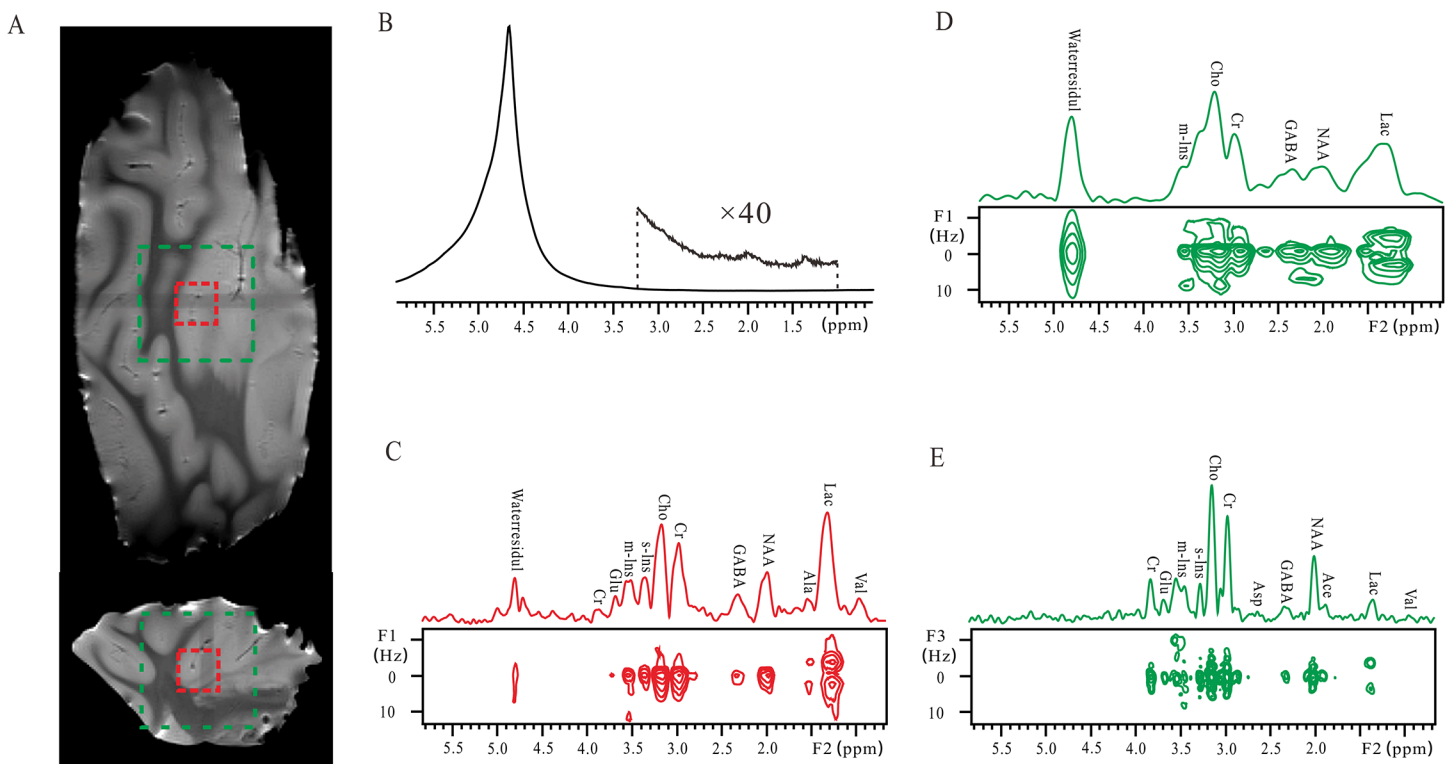 A
B
×40
5.5 5.0 4.5 4.0 3.5 3.0 2.5 2.0 1.5 (ppm)
C
Waterresidul
Cr
Glu
m-Ins
s-Ins
Cho
Cr
GABA
NAA
Ala
Lac
Val
F1
(Hz)
0
10
5.5 5.0 4.5 4.0 3.5 3.0 2.5 2.0 F2 (ppm)
D
Waterresidul
m-Ins
Cho
Cr
GABA
NAA
Lac
F1
(Hz)
0
10
5.5 5.0 4.5 4.0 3.5 3.0 2.5 2.0 F2 (ppm)
E
Cr
Glu
m-Ins
s-Ins
Cho
Cr
Asp
GABA
NAA
Ace
Lac
Val
F3
(Hz)
0
10
5.5 5.0 4.5 4.0 3.5 3.0 2.5 2.0 F2 (ppm)